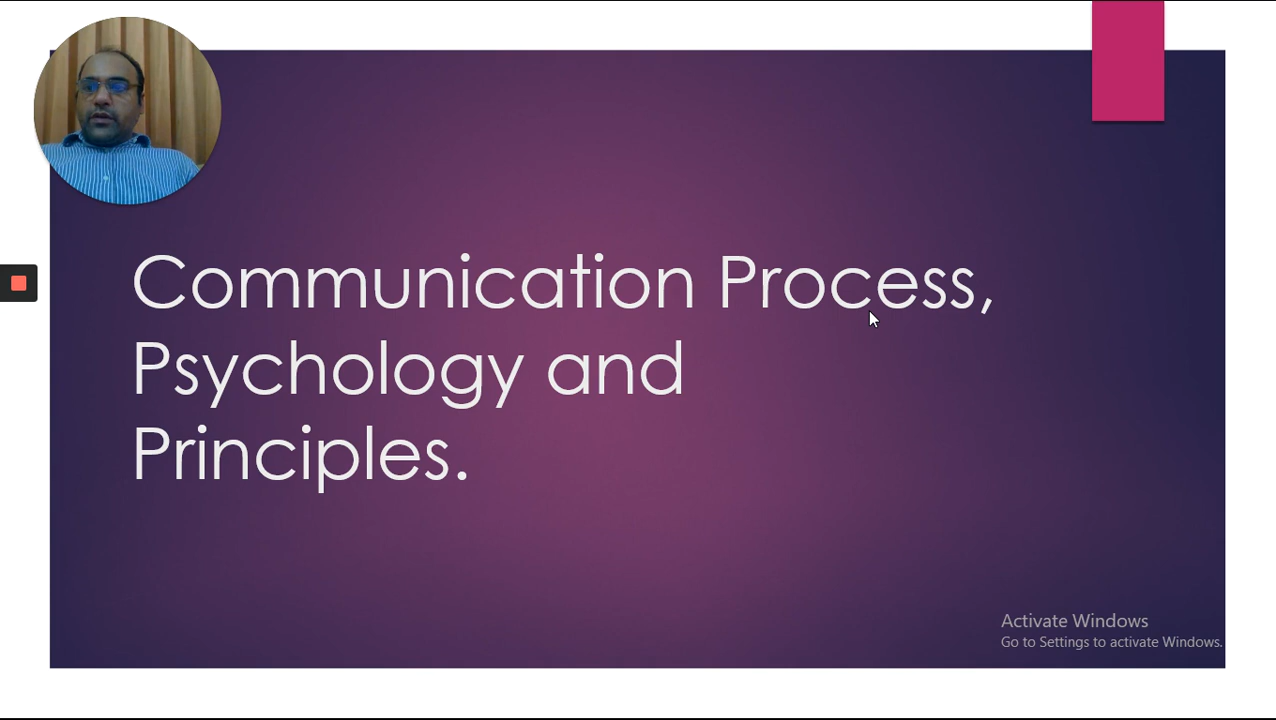 Communication Process,
Psychology and
Principles.
Activate Windows
Go to Settings to activate Windows.